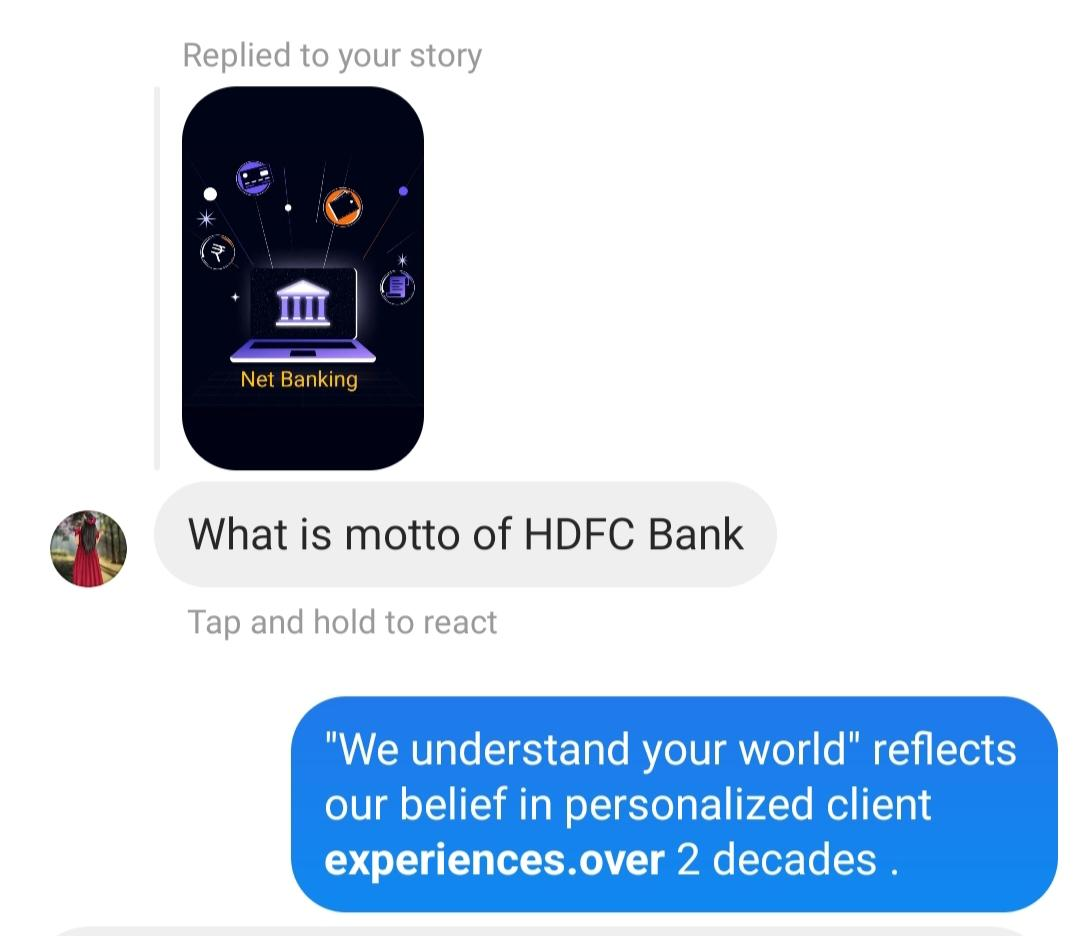 Replied to your story
₹
Net Banking
What is motto of HDFC Bank
Tap and hold to react
"We understand your world" reflects
our belief in personalized client
experiences.over 2 decades .